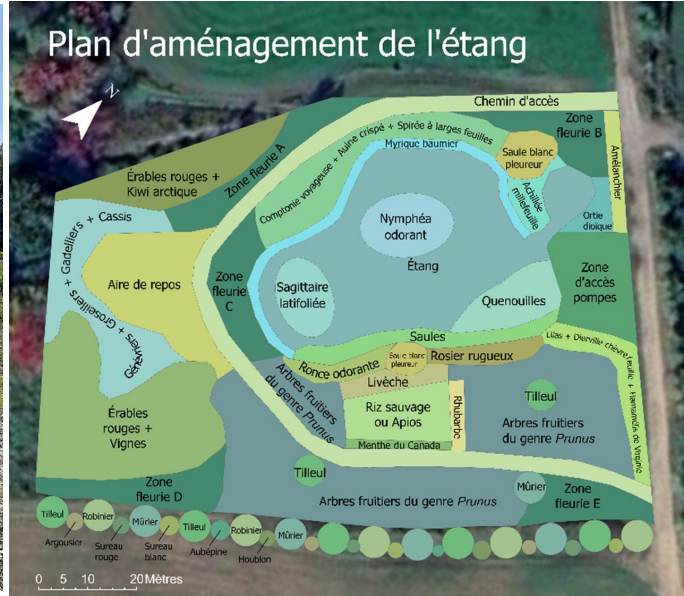 Plan d'aménagement de l'étang
N
Chemin d'accès
Zone
fleurie B
Comptonie voyageuse + Aulne crispé + Spirée à larges feuilles
Myrique baumier
Saule blanc
pleureur
Amélanchier
Zone fleurie A
Érables rouges +
Kiwi arctique
Achillée
millefeuille
Ortie
dioïque
Nymphéa
odorant
Génévriers + Groseilliers + Gadelliers + Cassis
Étang
Aire de repos
Zone
fleurie
C
Sagittaire
latifoliée
Quenouilles
Zone
d'accès
pompes
Saules
Lilas + Dierville chèvrefeuille + Hamamélis de Virginie
Ronce odorante
Saule blanc
pleureur
Rosier rugueux
Arbres fruitiers
du genre Prunus
Livèche
Rhubarbe
Tilleul
Érables
rouges +
Vignes
Riz sauvage
ou Apios
Arbres fruitiers
du genre Prunus
Menthe du Canada
Tilleul
Zone
fleurie D
Arbres fruitiers du genre Prunus
Mûrier
Zone
fleurie E
Tilleul
Robinier
Mûrier
Tilleul
Robinier
Mûrier
Argousier
Sureau
rouge
Sureau
blanc
Aubépine
Houblon
0 5 10 20 Mètres